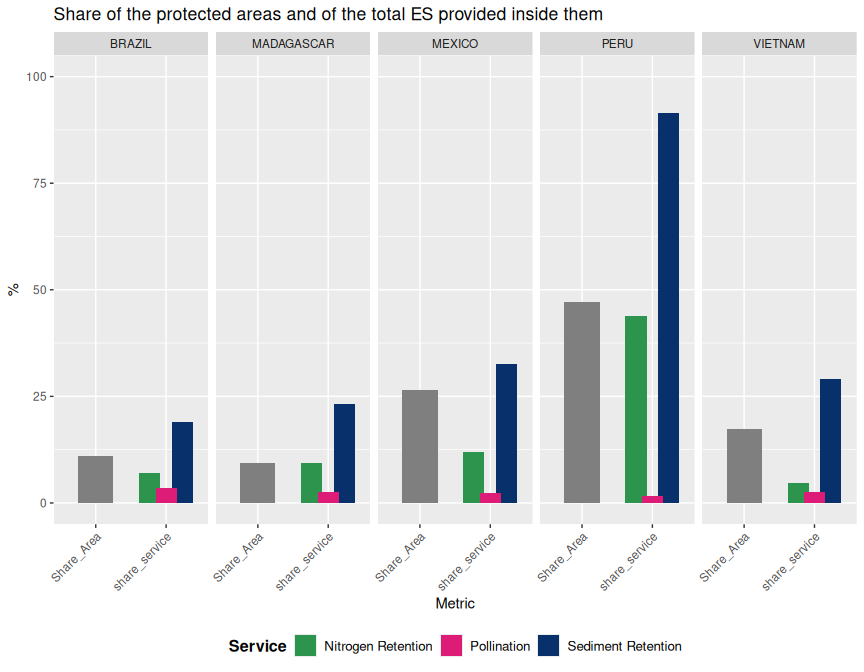 Share of the protected areas and of the total ES provided inside them
BRAZIL MADAGASCAR MEXICO PERU VIETNAM
100
75
50
25
0
%
Share_Area share_service Share_Area share_service Share_Area share_service Share_Area share_service Share_Area share_service
Metric
Service Nitrogen Retention Pollination Sediment Retention